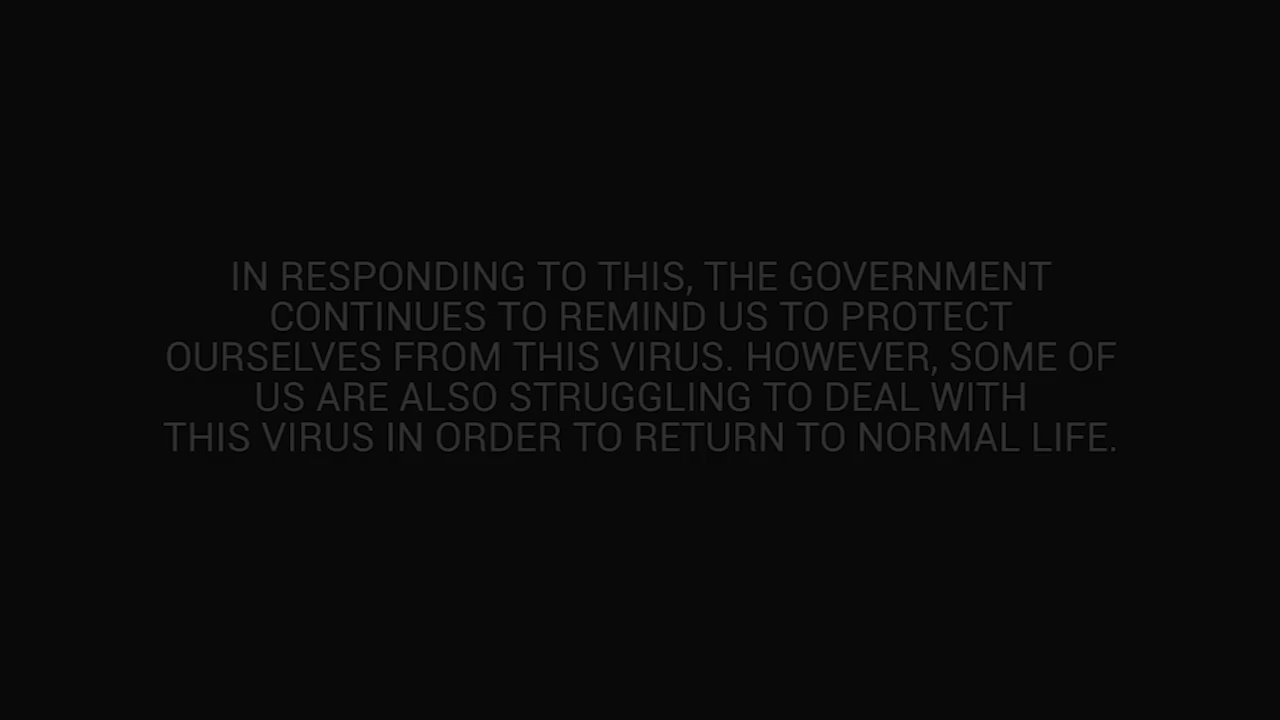 IN RESPONDING TO THIS, THE GOVERNMENT
CONTINUES TO REMIND US TO PROTECT
OURSELVES FROM THIS VIRUS. HOWEVER, SOME OF
US ARE ALSO STRUGGLING TO DEAL WITH
THIS VIRUS IN ORDER TO RETURN TO NORMAL LIFE.